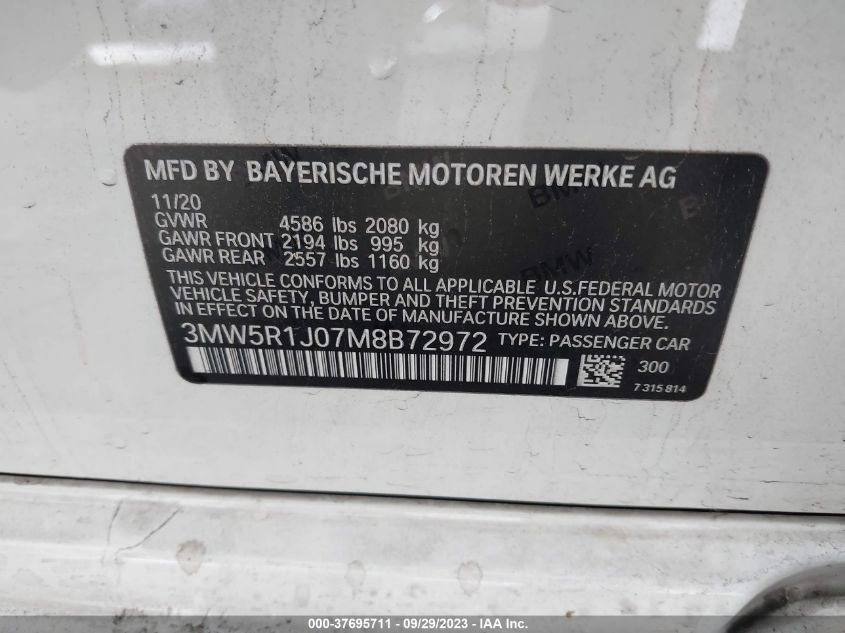 MFD BY BAYERISCHE MOTOREN WERKE AG
11/20
GVWR 4586 lbs 2080 kg
GAWR FRONT 2194 lbs 995 kg
GAWR REAR 2557 lbs 1160 kg
THIS VEHICLE CONFORMS TO ALL APPLICABLE U.S.FEDERAL MOTOR
VEHICLE SAFETY, BUMPER AND THEFT PREVENTION STANDARDS
IN EFFECT ON THE DATE OF MANUFACTURE SHOWN ABOVE.
3MW5R1J07M8B72972 TYPE: PASSENGER CAR
300
7 315 814
000-37695711 - 09/29/2023 - IAA Inc.